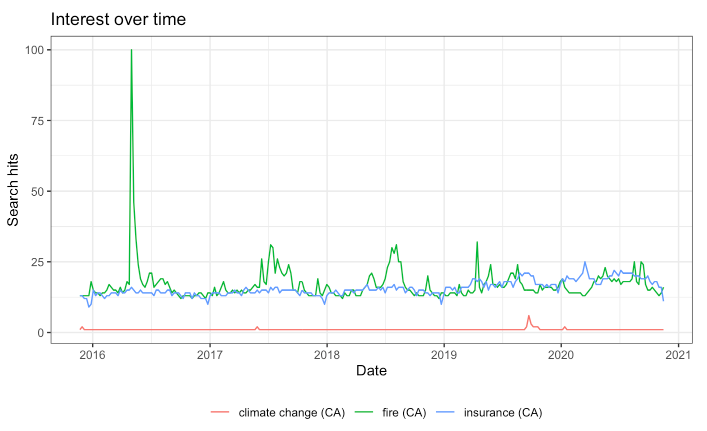 Interest over time
100
75
50
25
0
Search hits
2016 2017 2018 2019 2020 2021
Date
climate change (CA) fire (CA) insurance (CA)